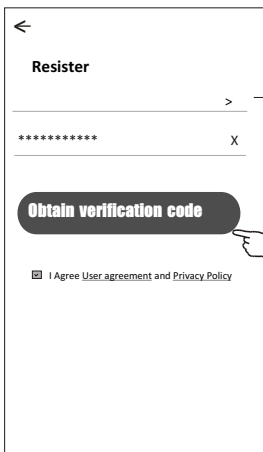 Resister
>
*********** X
Obtain verification code
I Agree User agreement and Privacy Policy